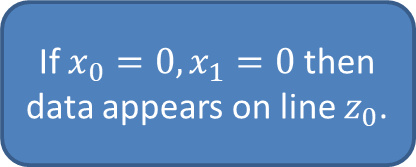 If x₀ = 0, x₁ = 0 then
data appears on line z₀.